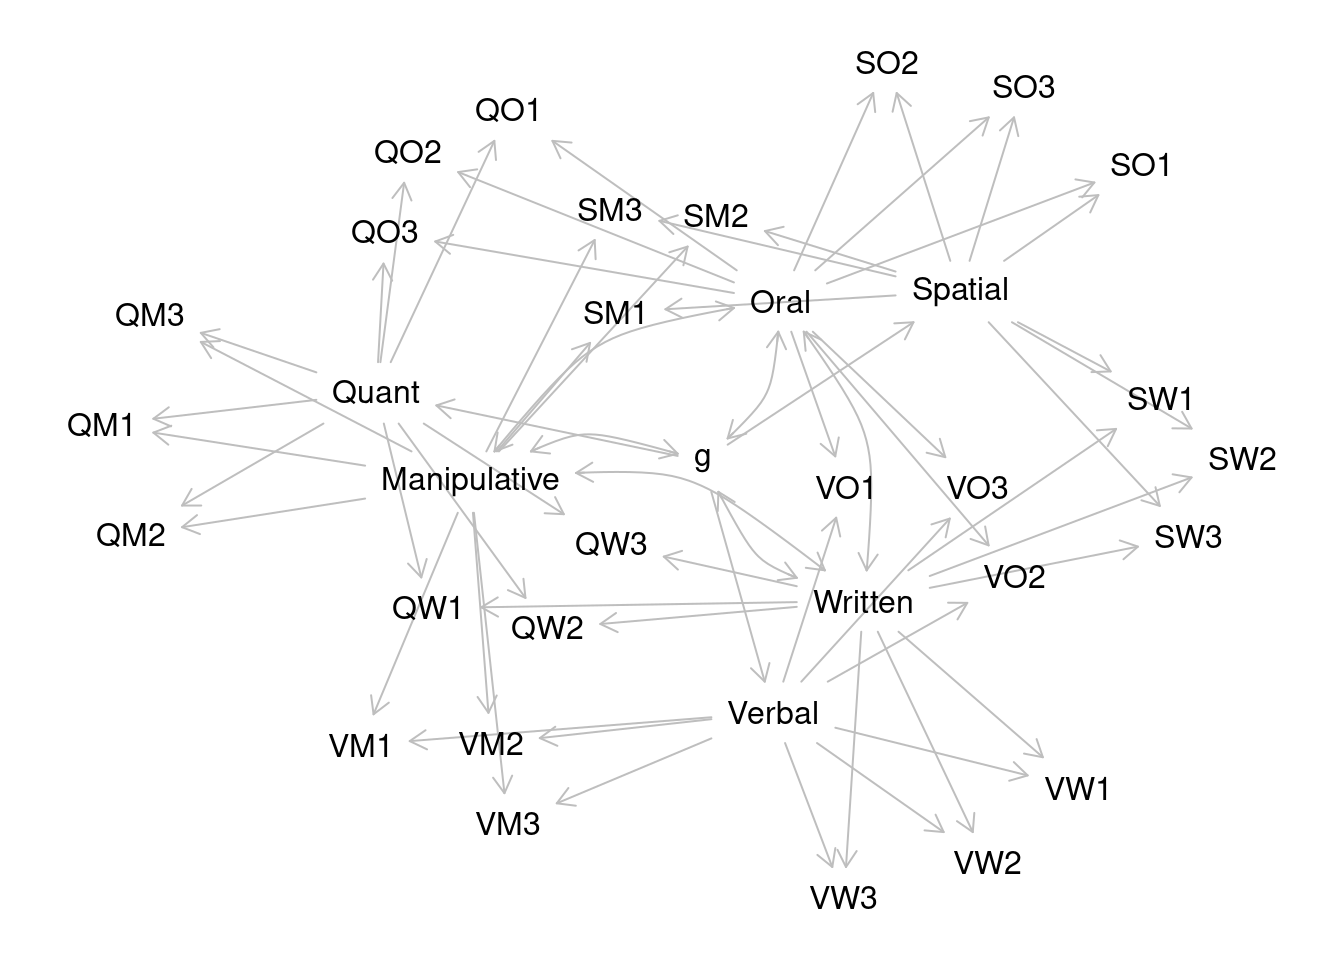 SO2
SO3
QO1
QO2
SO1
SM3
SM2
QO3
Spatial
Oral
QM3
SM1
Quant
SW1
QM1
g
SW2
Manipulative
VO1
VO3
QM2
SW3
QW3
VO2
Written
QW1
QW2
Verbal
VM1
VM2
VW1
VM3
VW2
VW3